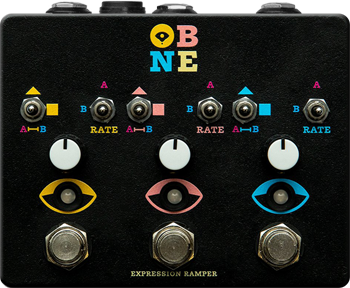 OB
NE
A A A
B B B
A B RATE A B RATE A B RATE
EXPRESSION RAMPER